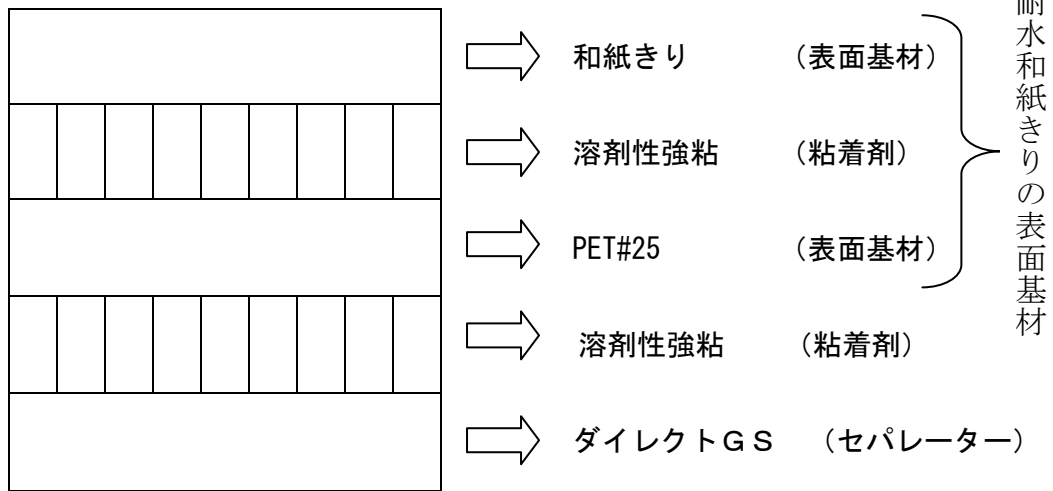 和紙きり (表面基材)
溶剤性強粘 (粘着剤)
PET#25 (表面基材)
溶剤性強粘 (粘着剤)
ダイレクトＧＳ (セパレーター)
耐水和紙きりの表面基材